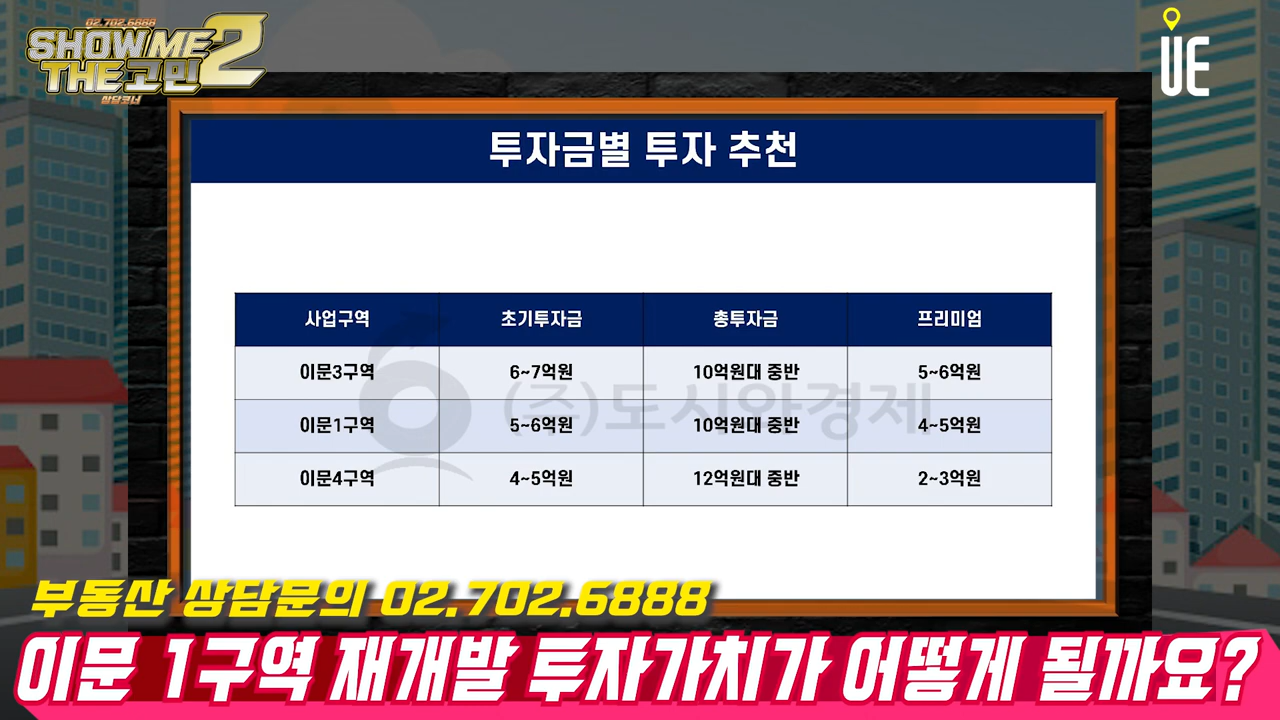 02.702.6888
SHOW ME 2
THE 고민
상담코너
UE
투자금별 투자 추천
사업구역 초기투자금 총투자금 프리미엄
이문3구역 6~7억원 10억원대 중반 5~6억원
이문1구역 5~6억원 10억원대 중반 4~5억원
이문4구역 4~5억원 12억원대 중반 2~3억원
(주)도시와경제
부동산 상담문의 02.702.6888
이문 1구역 재개발 투자가치가 어떻게 될까요?